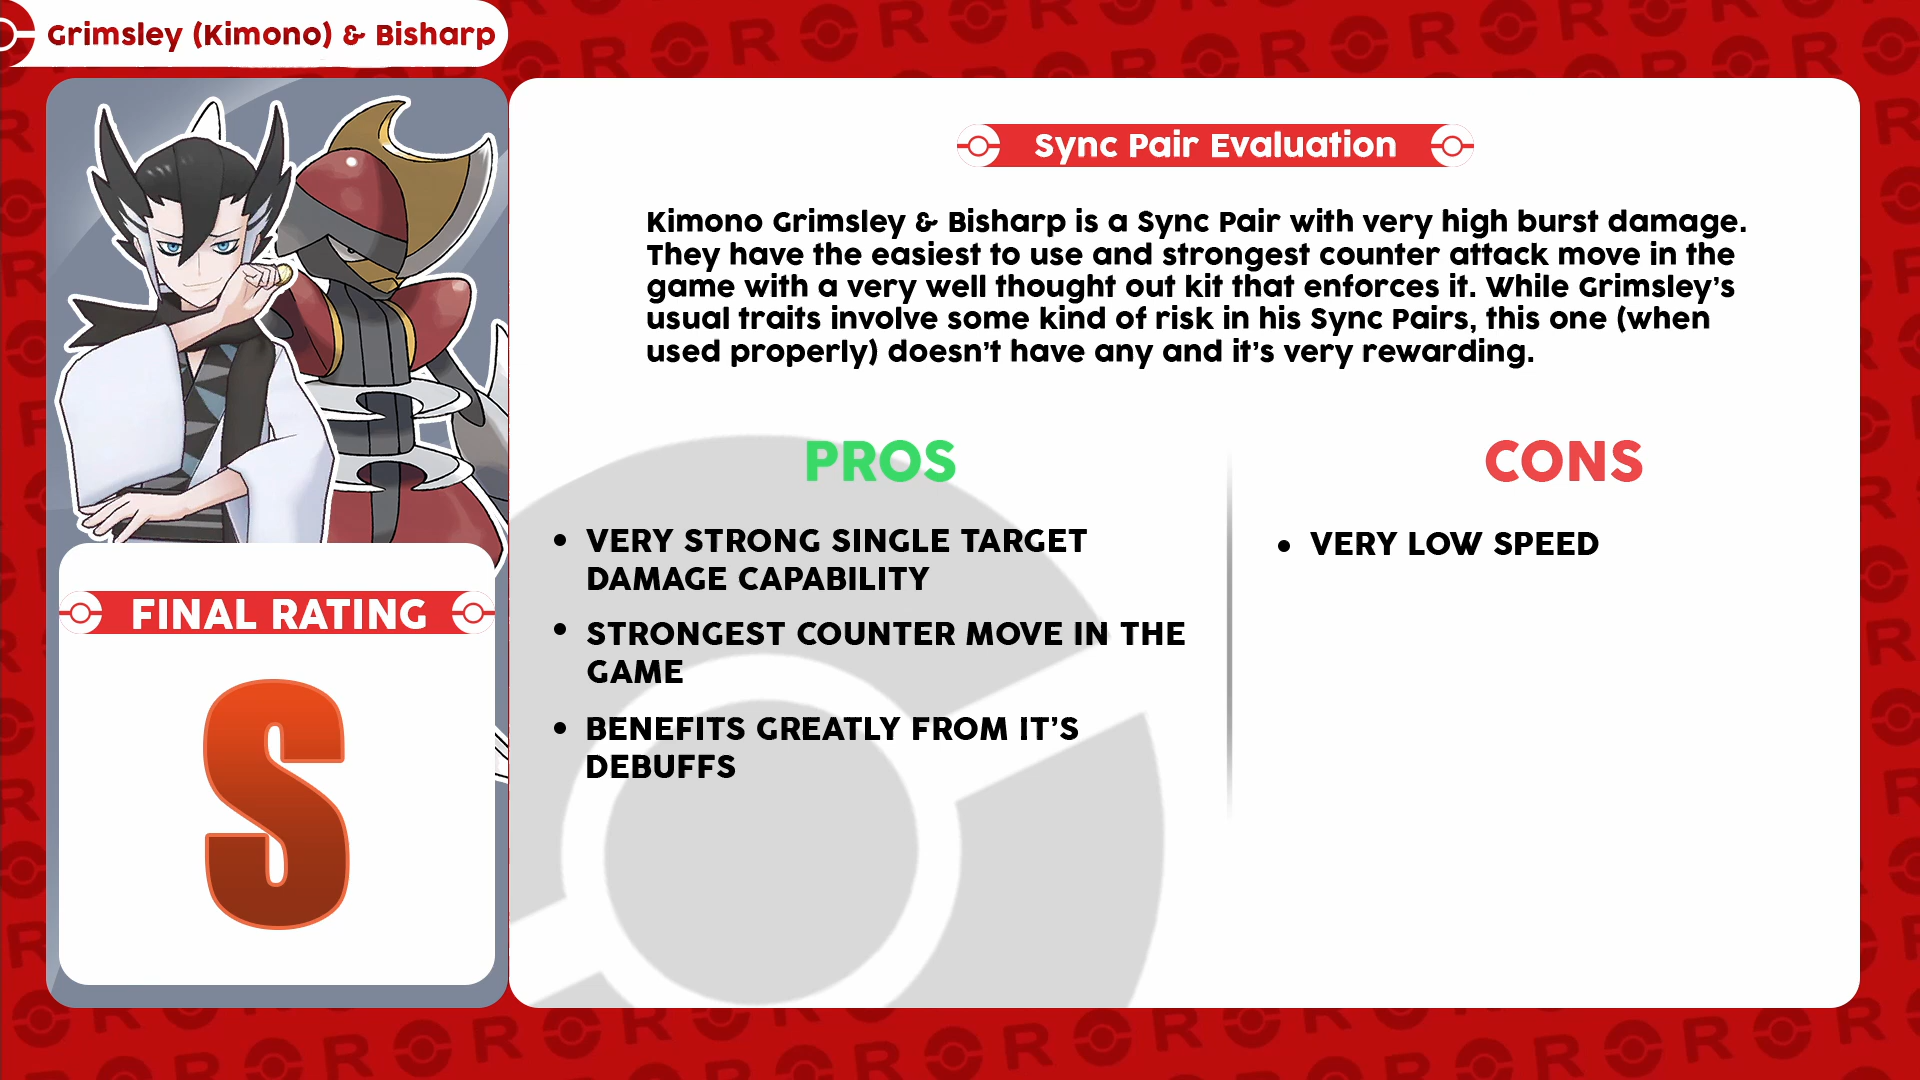 Grimsley (Kimono) & Bisharp
Sync Pair Evaluation
Kimono Grimsley & Bisharp is a Sync Pair with very high burst damage.
They have the easiest to use and strongest counter attack move in the
game with a very well thought out kit that enforces it. While Grimsley's
usual traits involve some kind of risk in his Sync Pairs, this one (when
used properly) doesn't have any and it's very rewarding.
PROS
• VERY STRONG SINGLE TARGET
DAMAGE CAPABILITY
• STRONGEST COUNTER MOVE IN THE
GAME
• BENEFITS GREATLY FROM IT'S
DEBUFFS
CONS
• VERY LOW SPEED
FINAL RATING
S